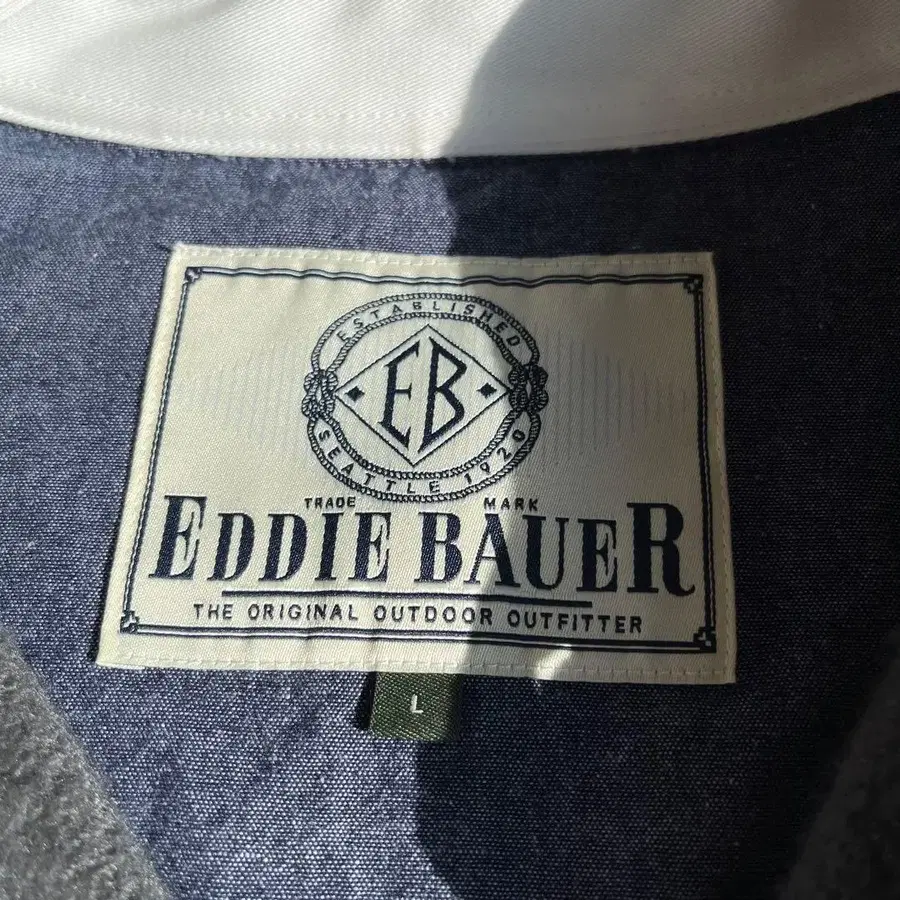 ESTABLISHED
EB
SEATTLE 1920
TRADE MARK
EDDIE BAUER
THE ORIGINAL OUTDOOR OUTFITTER
L